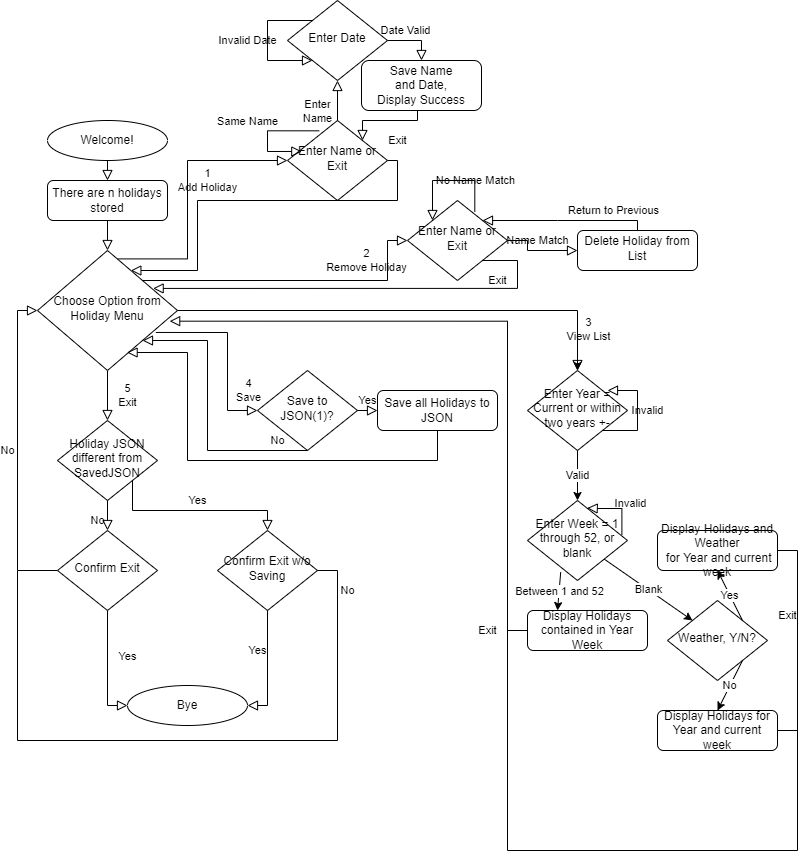 Enter Date
Invalid Date
Date Valid
Save Name
and Date,
Display Success
Enter
Name
Same Name
Exit
Enter Name or
Exit
Welcome!
There are n holidays
stored
1
Add Holiday
No Name Match
Enter Name or
Exit
Name Match
Return to Previous
Delete Holiday from
List
2
Remove Holiday
Exit
Choose Option from
Holiday Menu
3
View List
5
Exit
4
Save
Save to
JSON(1)?
Yes
Save all Holidays to
JSON
No
Enter Year =
Current or within
two years +-
Invalid
Holiday JSON
different from
SavedJSON
No
Valid
Yes
No
Invalid
Enter Week = 1
through 52, or
blank
Display Holidays and
Weather
for Year and current
week
Confirm Exit
Confirm Exit w/o
Saving
No
Between 1 and 52
Blank
Yes
Exit
Display Holidays
contained in Year
Week
Exit
Weather, Y/N?
Yes
Yes
No
Bye
Display Holidays for
Year and current
week